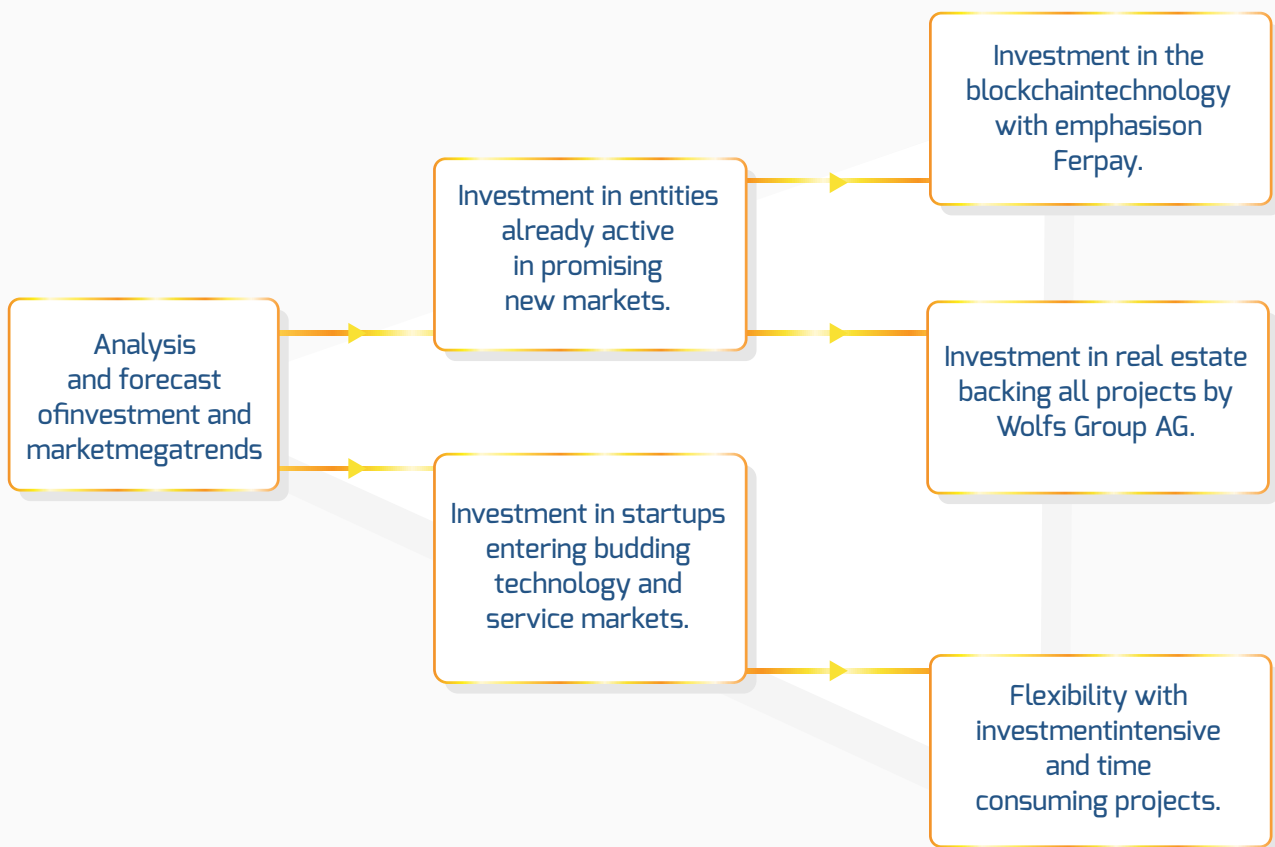 Analysis
and forecast
ofinvestment and
marketmegatrends
Investment in entities
already active
in promising
new markets.
Investment in startups
entering budding
technology and
service markets.
Investment in the
blockchaintechnology
with emphasison
Ferpay.
Investment in real estate
backing all projects by
Wolfs Group AG.
Flexibility with
investmentintensive
and time
consuming projects.